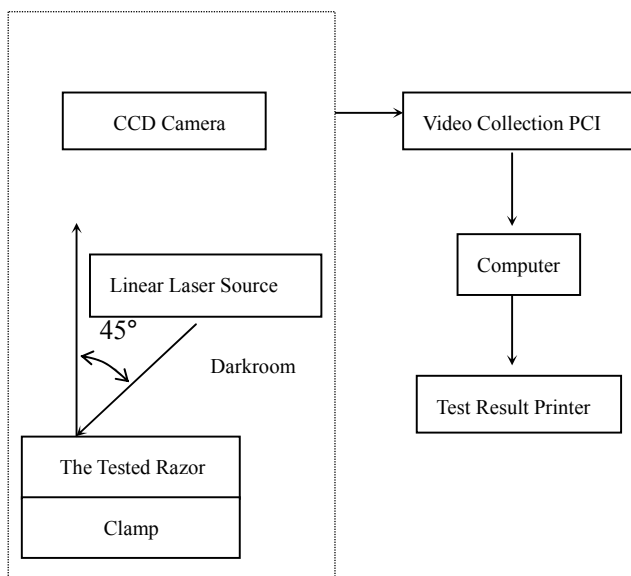 CCD Camera
Video Collection PCI
Linear Laser Source
Computer
45°
Darkroom
Test Result Printer
The Tested Razor
Clamp